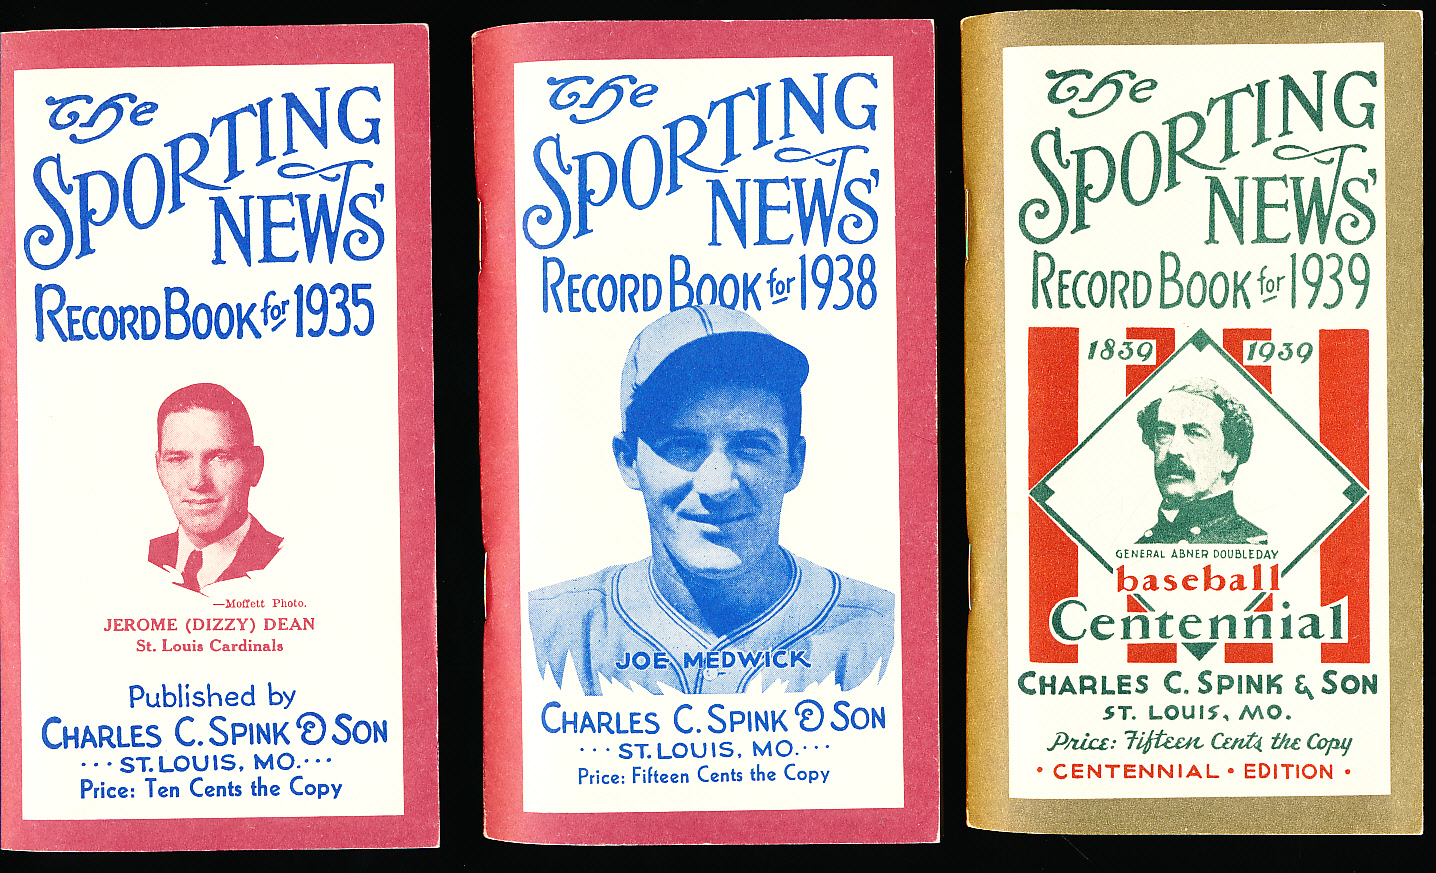 The
SPORTING
NEWS'
RECORD BOOK for 1935
—Moffett Photo.
JEROME (DIZZY) DEAN
St. Louis Cardinals
Published by
CHARLES C. SPINK & SON
···ST. LOUIS, MO.···
Price: Ten Cents the Copy
The
SPORTING
NEWS'
RECORD BOOK for 1938
JOE MEDWICK
CHARLES C. SPINK & SON
···ST. LOUIS, MO.···
Price: Fifteen Cents the Copy
The
SPORTING
NEWS'
RECORD BOOK for 1939
1839 1939
GENERAL ABNER DOUBLEDAY
baseball
Centennial
CHARLES C. SPINK & SON
ST. LOUIS, MO.
Price: Fifteen Cents the Copy
• CENTENNIAL • EDITION •